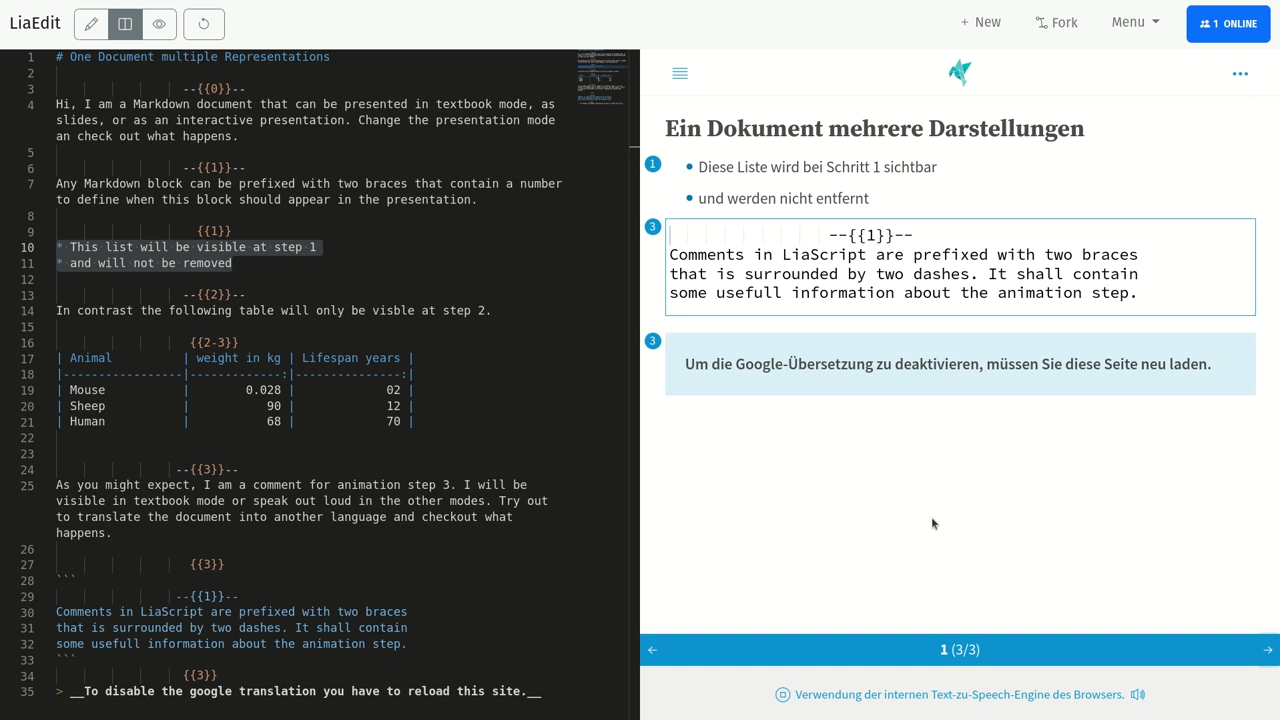 LiaEdit
+ New
Fork
Menu
1 ONLINE
1 # One Document multiple Representations
2
3 --{{0}}--
4 Hi, I am a Markdown document that can be presented in textbook mode, as
slides, or as an interactive presentation. Change the presentation mode
an check out what happens.
5
6 --{{1}}--
7 Any Markdown block can be prefixed with two braces that contain a number
to define when this block should appear in the presentation.
8
9 {{1}}
10 * This list will be visible at step 1
11 * and will not be removed
12
13 --{{2}}--
14 In contrast the following table will only be visble at step 2.
15
16 {{2-3}}
17 | Animal | weight in kg | Lifespan years |
18 |-----------------|-------------:|---------------:|
19 | Mouse | 0.028 | 02 |
20 | Sheep | 90 | 12 |
21 | Human | 68 | 70 |
22
23
24 --{{3}}--
25 As you might expect, I am a comment for animation step 3. I will be
visible in textbook mode or speak out loud in the other modes. Try out
to translate the document into another language and checkout what
happens.
26
27 {{3}}
28 ```
29 --{{1}}--
30 Comments in LiaScript are prefixed with two braces
31 that is surrounded by two dashes. It shall contain
32 some usefull information about the animation step.
33 ```
34 {{3}}
35 > __To disable the google translation you have to reload this site.__
Ein Dokument mehrere Darstellungen
1
• Diese Liste wird bei Schritt 1 sichtbar
• und werden nicht entfernt
3
--{{1}}--
Comments in LiaScript are prefixed with two braces
that is surrounded by two dashes. It shall contain
some usefull information about the animation step.
3
Um die Google-Übersetzung zu deaktivieren, müssen Sie diese Seite neu laden.
← 1 (3/3) →
Verwendung der internen Text-zu-Speech-Engine des Browsers.